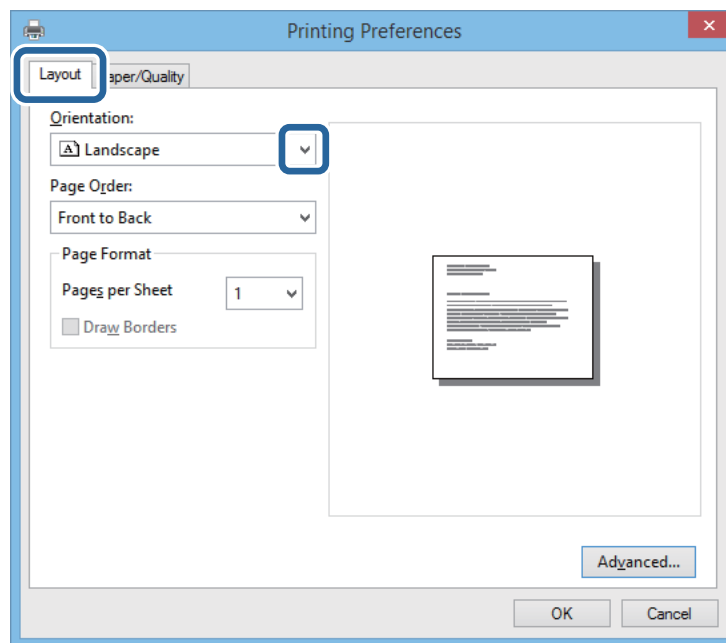 Printing Preferences
Layout
aper/Quality
Orientation:
A Landscape
Page Order:
Front to Back
Page Format
Pages per Sheet 1
Draw Borders
Advanced...
OK Cancel